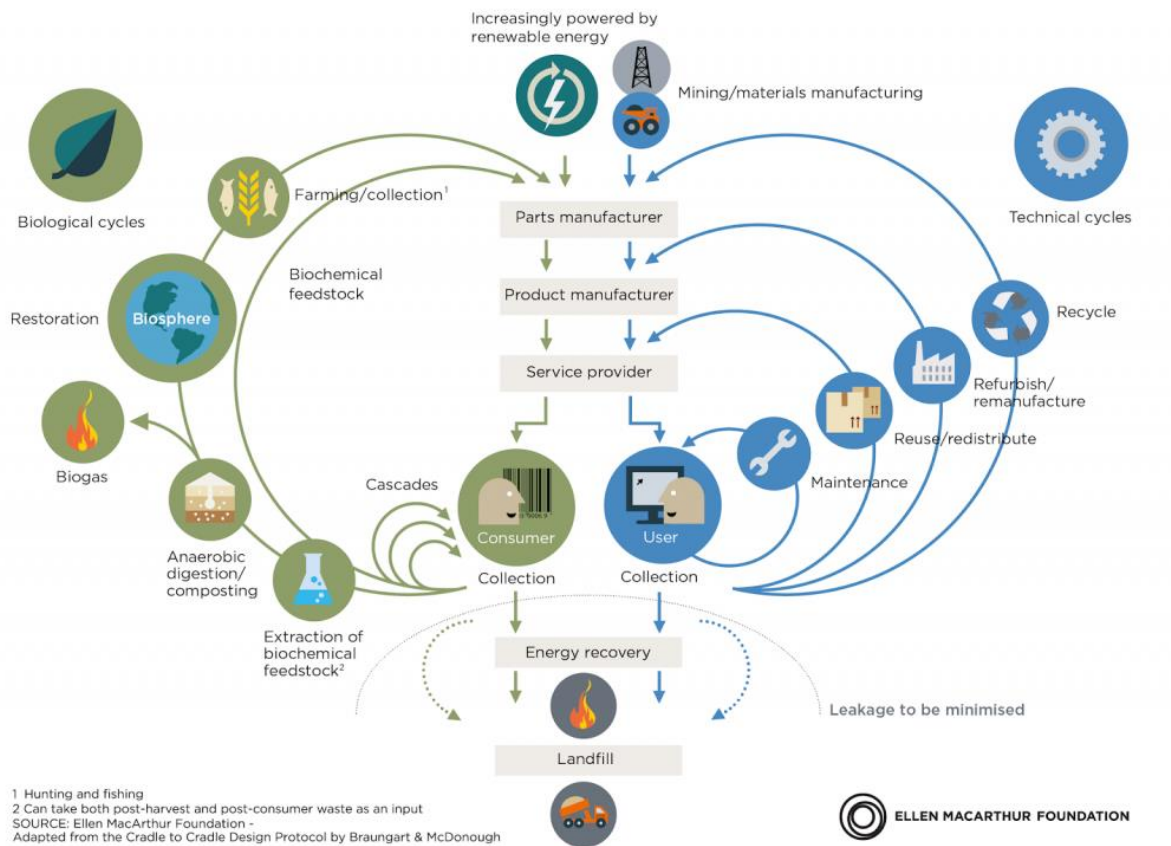 Increasingly powered by
renewable energy
Mining/materials manufacturing
Biological cycles
Technical cycles
Farming/collection¹
Parts manufacturer
Biochemical
feedstock
Product manufacturer
Restoration
Biosphere
Recycle
Service provider
Refurbish/
remanufacture
Reuse/redistribute
Biogas
Cascades
Maintenance
Consumer
User
Anaerobic
digestion/
composting
Collection
Collection
Extraction of
biochemical
feedstock²
Energy recovery
Leakage to be minimised
Landfill
1 Hunting and fishing
2 Can take both post-harvest and post-consumer waste as an input
SOURCE: Ellen MacArthur Foundation -
Adapted from the Cradle to Cradle Design Protocol by Braungart & McDonough
ELLEN MACARTHUR FOUNDATION